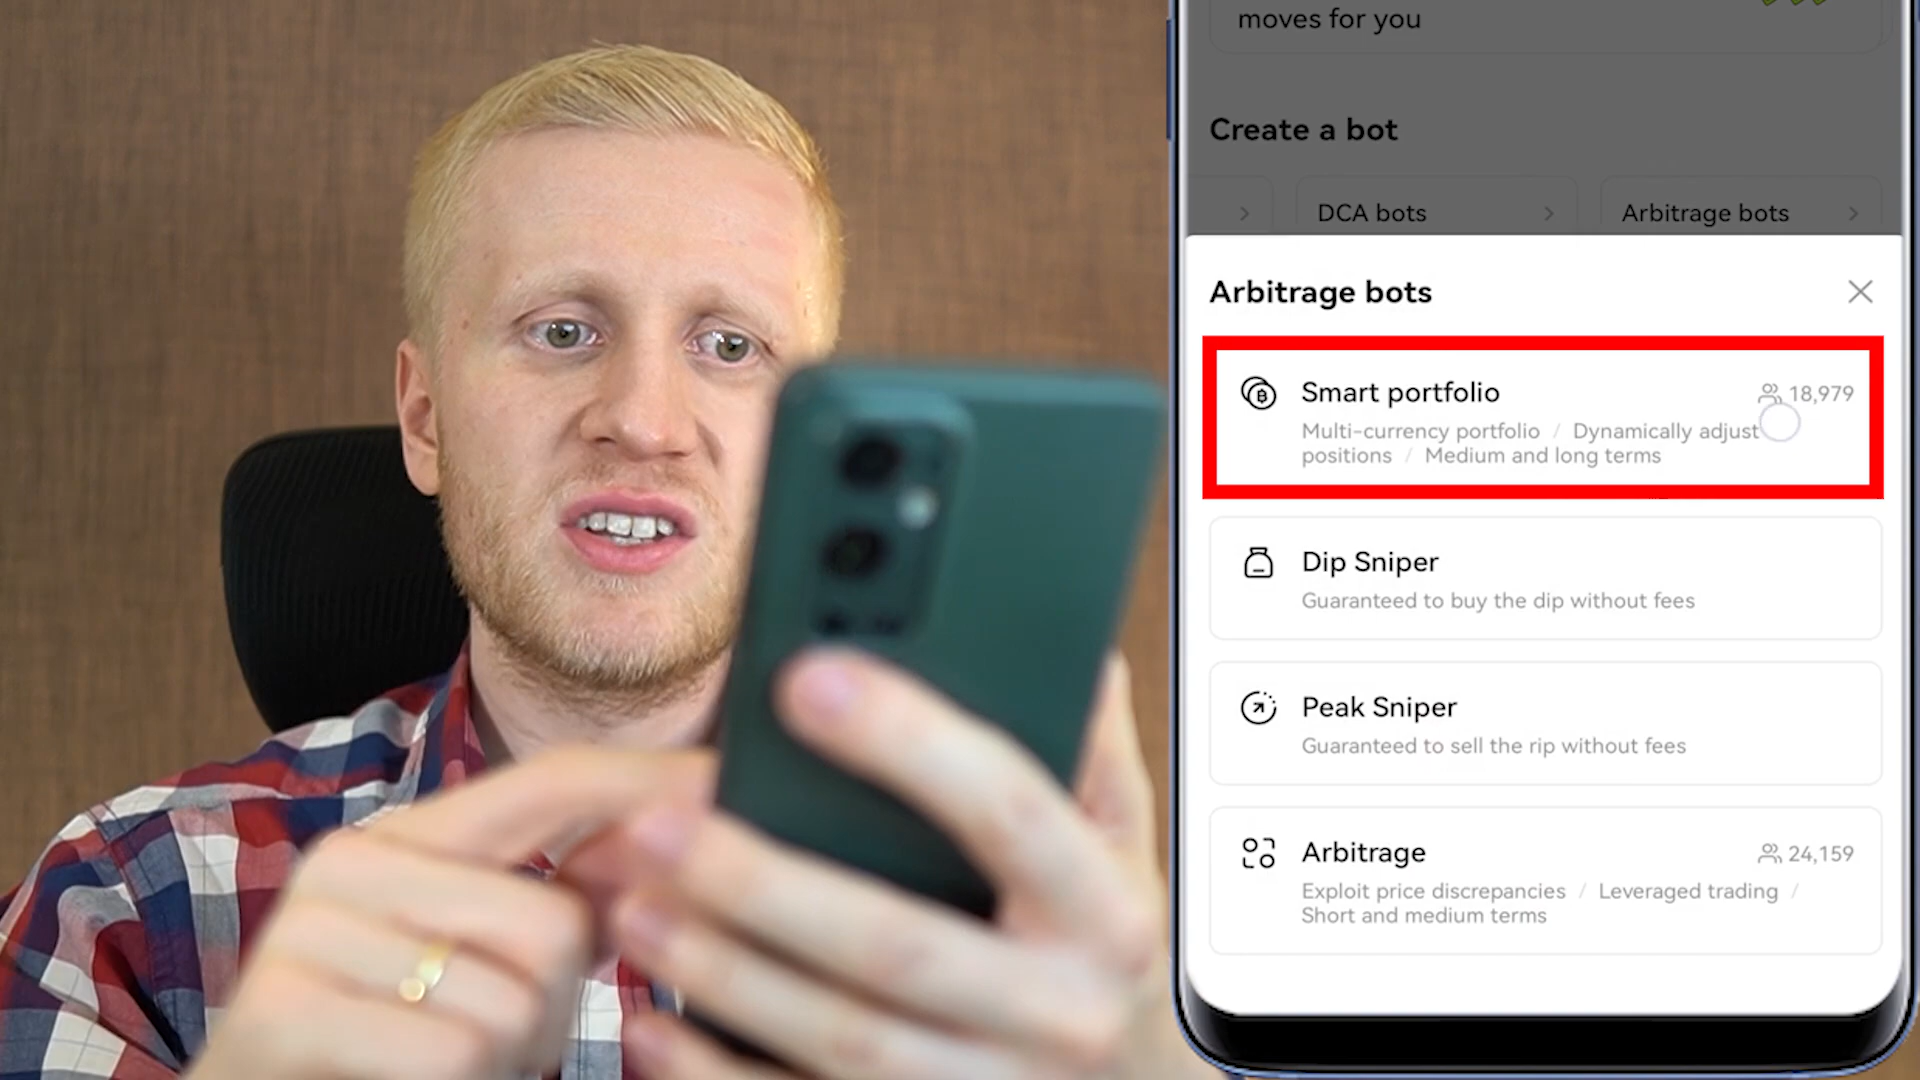 moves for you
Create a bot
DCA bots
Arbitrage bots
Arbitrage bots
Smart portfolio 18,979
Multi-currency portfolio / Dynamically adjust
positions / Medium and long terms
Dip Sniper
Guaranteed to buy the dip without fees
Peak Sniper
Guaranteed to sell the rip without fees
Arbitrage 24,159
Exploit price discrepancies / Leveraged trading /
Short and medium terms